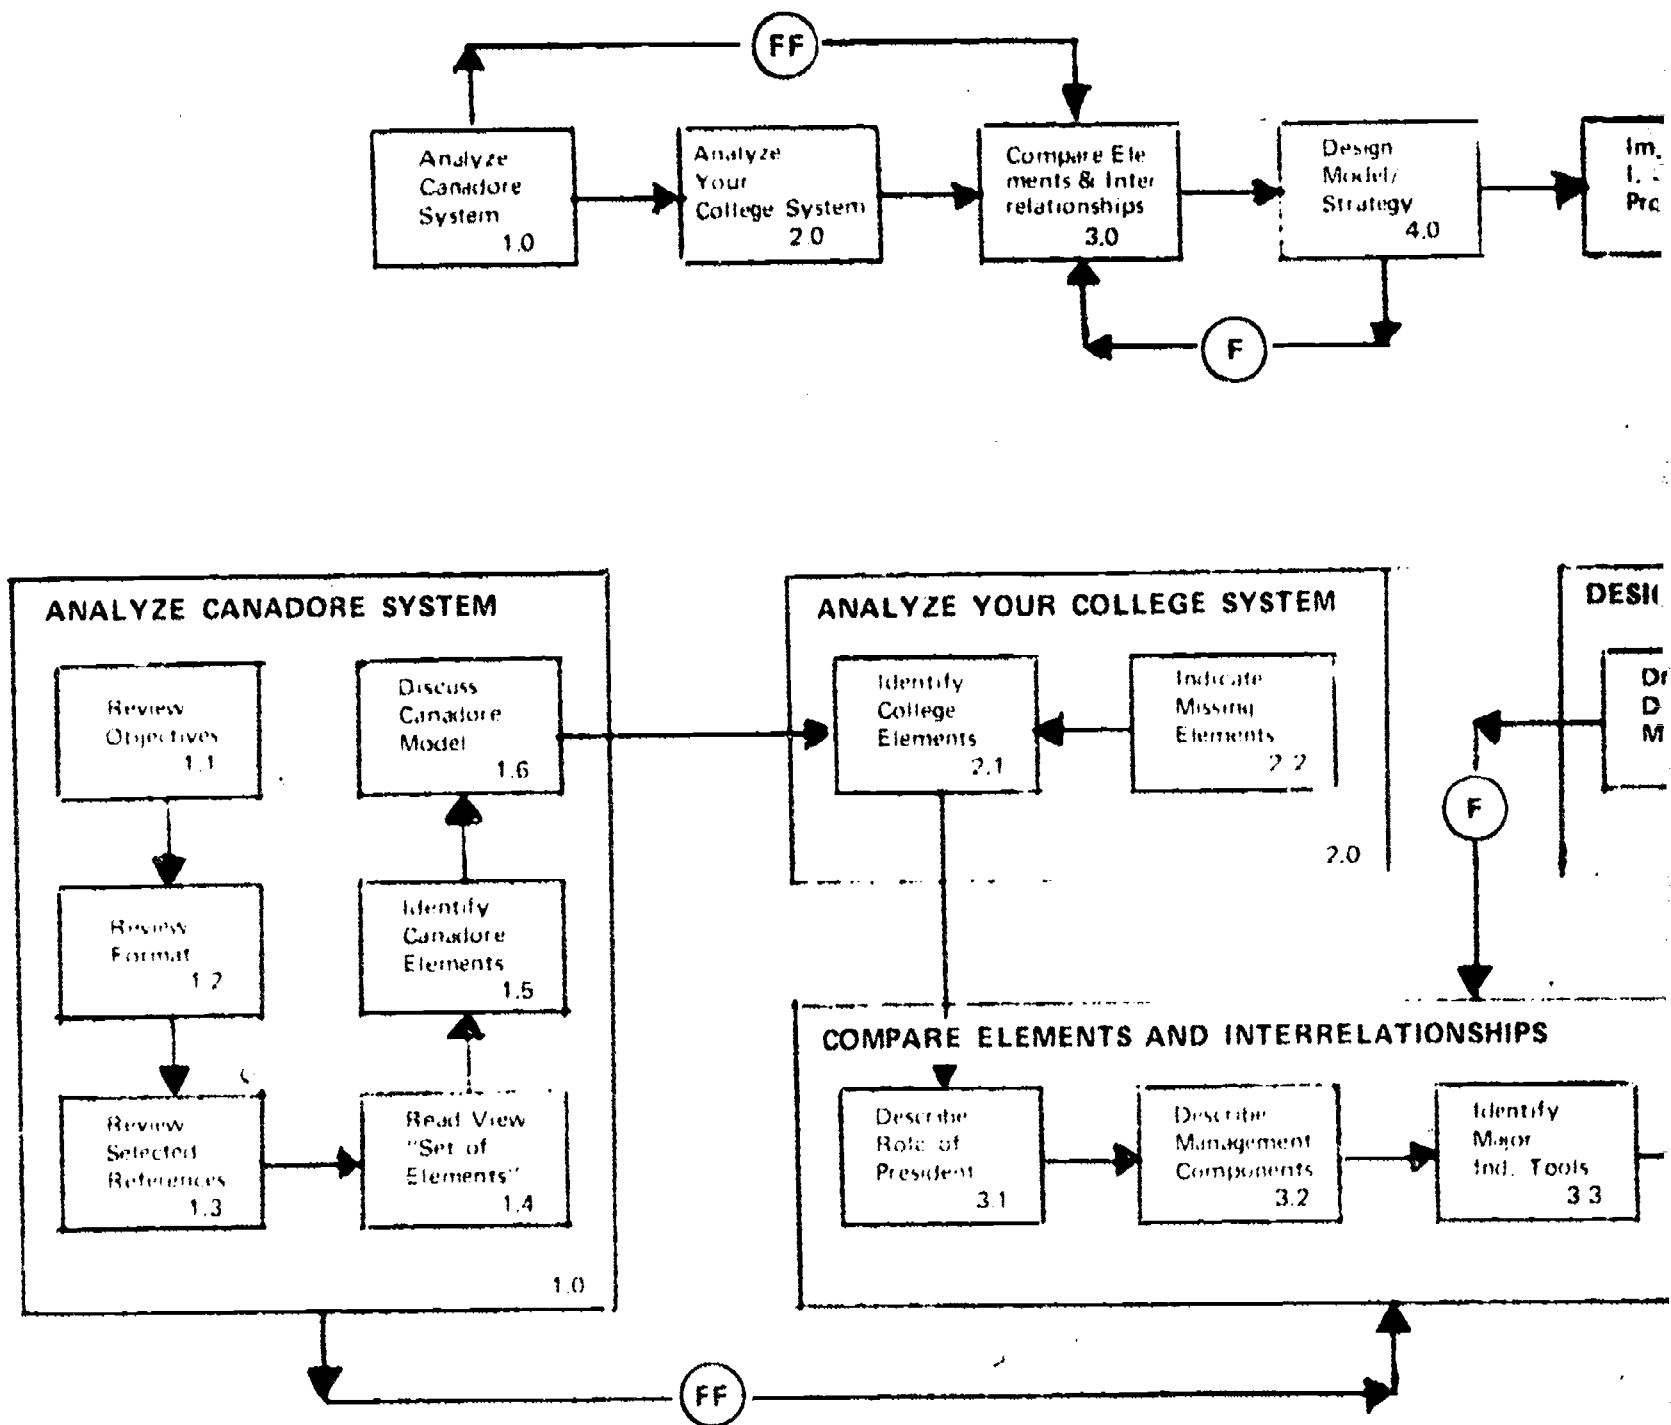 FF
Analyze
Canadore
System
1.0
Analyze
Your
College System
2.0
Compare Ele
ments & Inter
relationships
3.0
Design
Model/
Strategy
4.0
F
ANALYZE CANADORE SYSTEM
Review
Objectives
1.1
Review
Format
1.2
Review
Selected
References
1.3
Read View
"Set of
Elements"
1.4
Identify
Canadore
Elements
1.5
Discuss
Canadore
Model
1.6
1.0
ANALYZE YOUR COLLEGE SYSTEM
Identify
College
Elements
2.1
Indicate
Missing
Elements
2.2
2.0
F
COMPARE ELEMENTS AND INTERRELATIONSHIPS
Describe
Role of
President
3.1
Describe
Management
Components
3.2
Identify
Major
Ind. Tools
3.3
FF